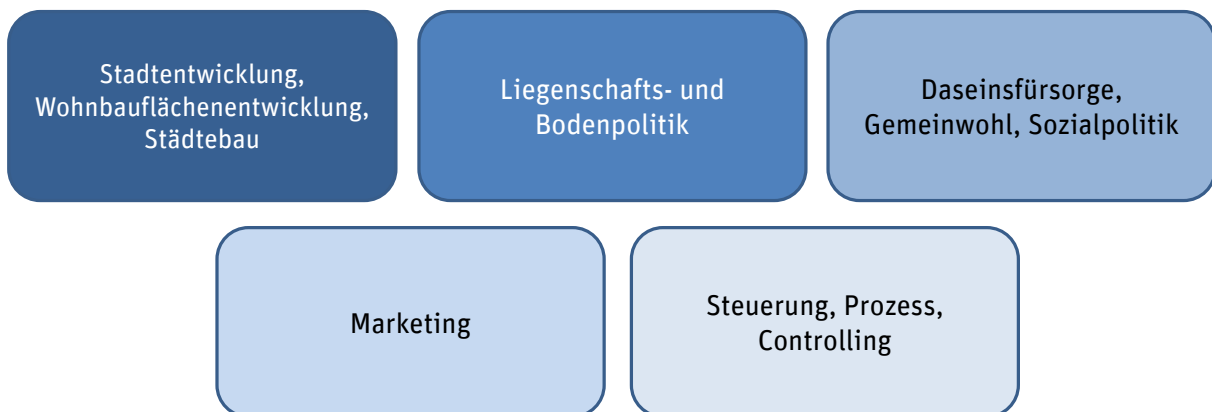 Stadtentwicklung,
Wohnbauflächenentwicklung,
Städtebau
Liegenschafts- und
Bodenpolitik
Daseinsfürsorge,
Gemeinwohl, Sozialpolitik
Marketing
Steuerung, Prozess,
Controlling